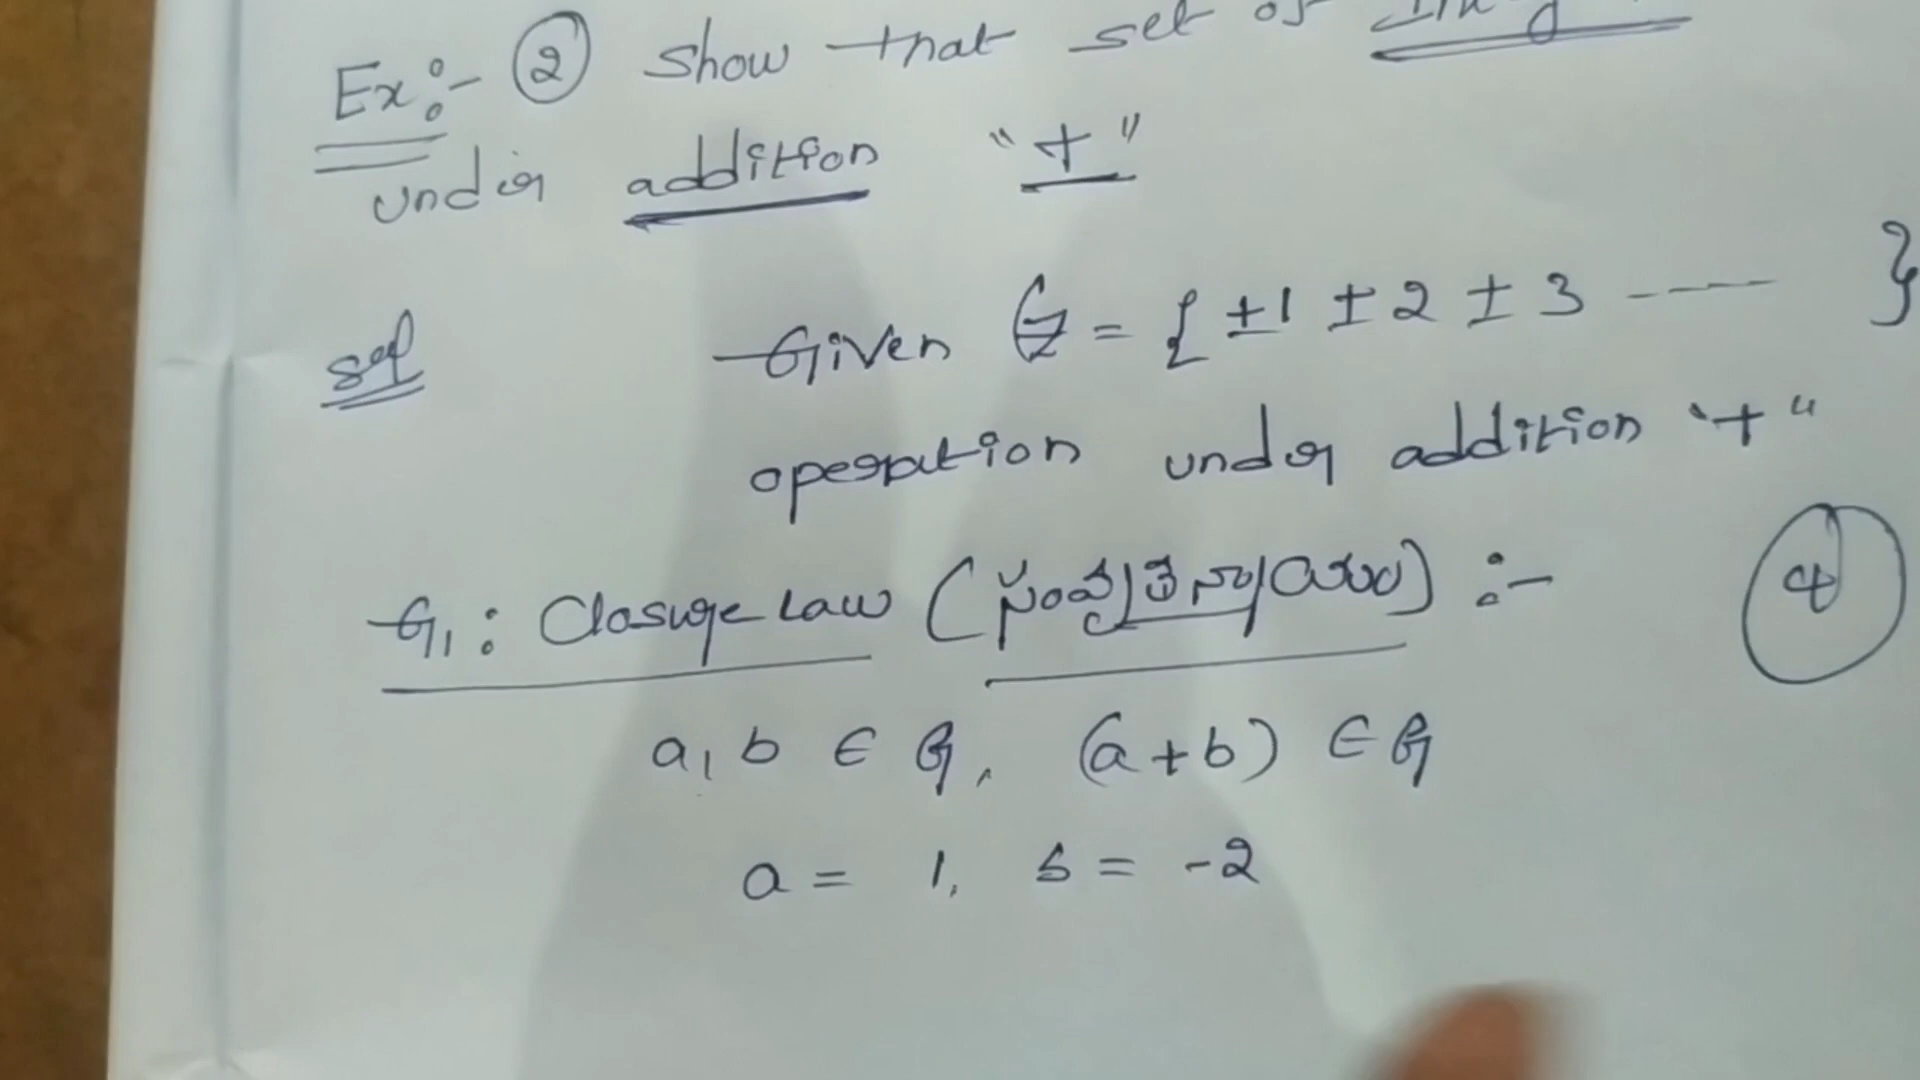 Ex:- ② show that set of
under addition "+"
sol
Given G = { ±1 ±2 ±3 ---- }
operation under addition "+"
G₁ : Closure Law ( ) :-
a, b ∈ G, (a+b) ∈ G
a = 1, b = -2